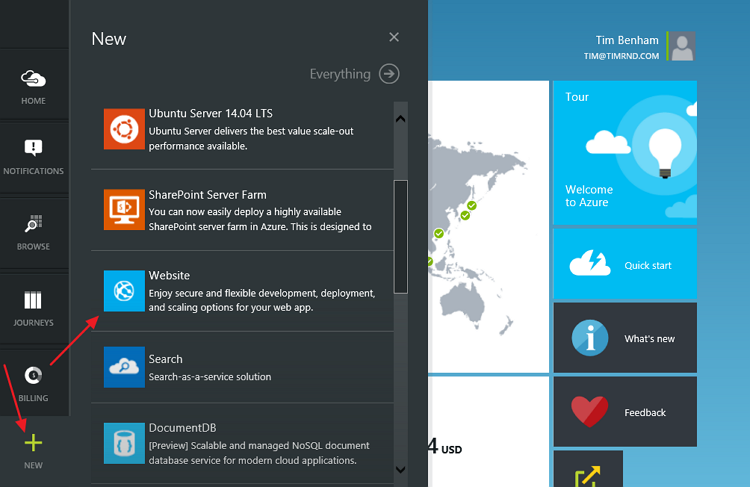 New
Everything
Ubuntu Server 14.04 LTS
Ubuntu Server delivers the best value scale-out
performance available.
SharePoint Server Farm
You can now easily deploy a highly available
SharePoint server farm in Azure. This is designed to
Website
Enjoy secure and flexible development, deployment,
and scaling options for your web app.
Search
Search-as-a-service solution
DocumentDB
[Preview] Scalable and managed NoSQL document
database service for modern cloud applications.
HOME
NOTIFICATIONS
BROWSE
JOURNEYS
BILLING
NEW
Tim Benham
TIM@TIMRND.COM
Tour
Welcome
to Azure
Quick start
What's new
Feedback
4 USD